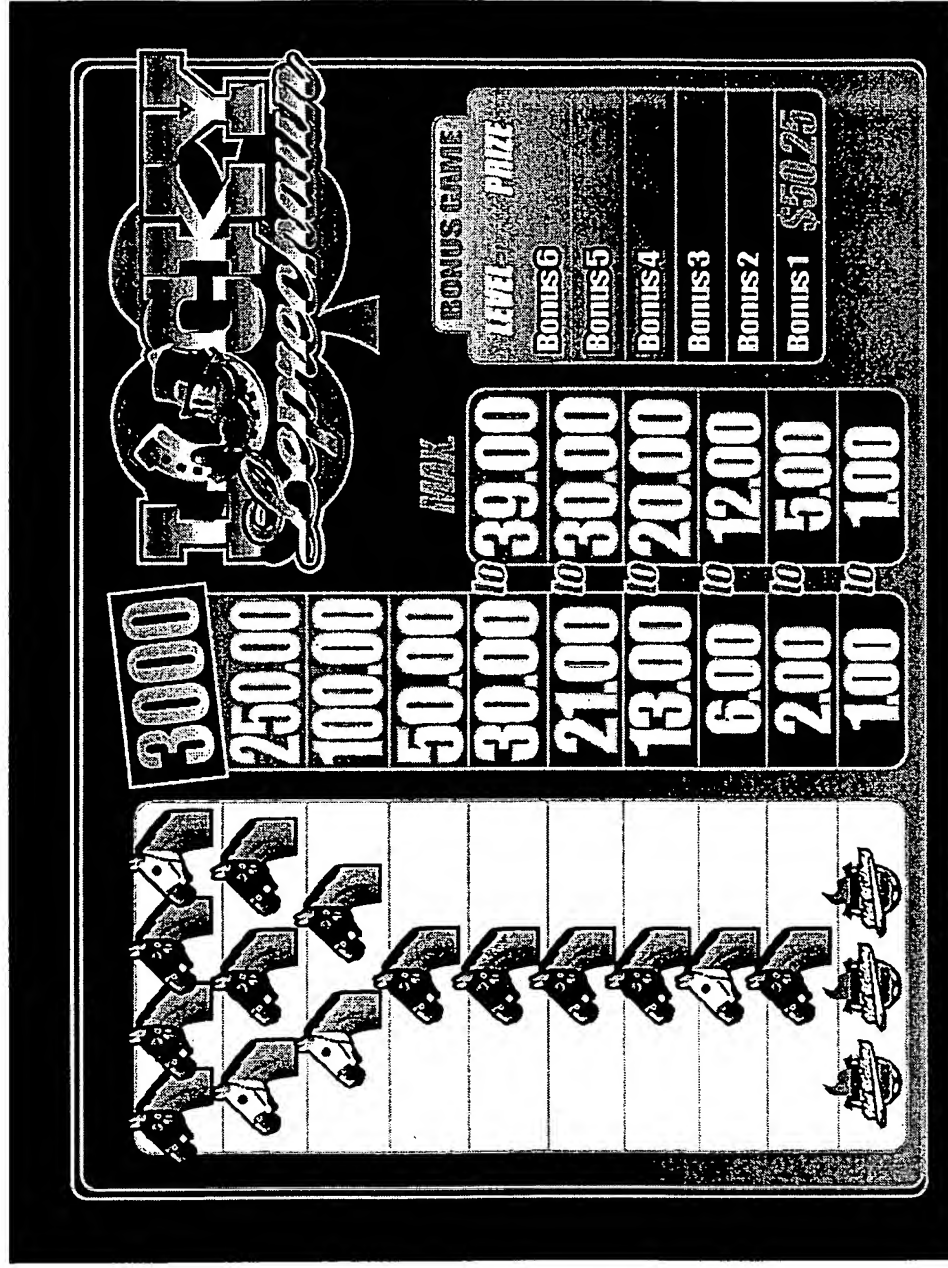 LUCKY
Leprechaun
3000
250.00
100.00
50.00
MAX
30.00 to 39.00
21.00 to 30.00
13.00 to 20.00
6.00 to 12.00
2.00 to 5.00
1.00 to 1.00
BONUS GAME
LEVEL PRIZE
Bonus 6
Bonus 5
Bonus 4
Bonus 3
Bonus 2
Bonus 1 $50.25